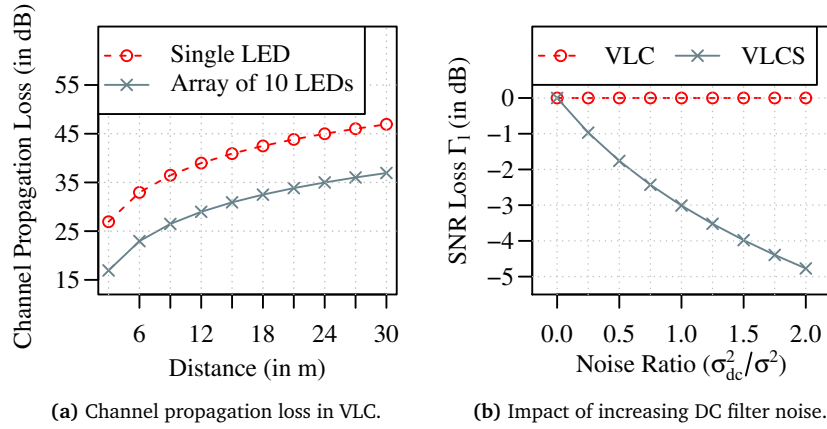 Channel Propagation Loss (in dB)
55
45
35
25
15
Single LED
Array of 10 LEDs
6 12 18 24 30
Distance (in m)
(a) Channel propagation loss in VLC.
SNR Loss Γ₁ (in dB)
0
−1
−2
−3
−4
−5
VLC VLCS
0.0 0.5 1.0 1.5 2.0
Noise Ratio (σ²dc/σ²)
(b) Impact of increasing DC filter noise.